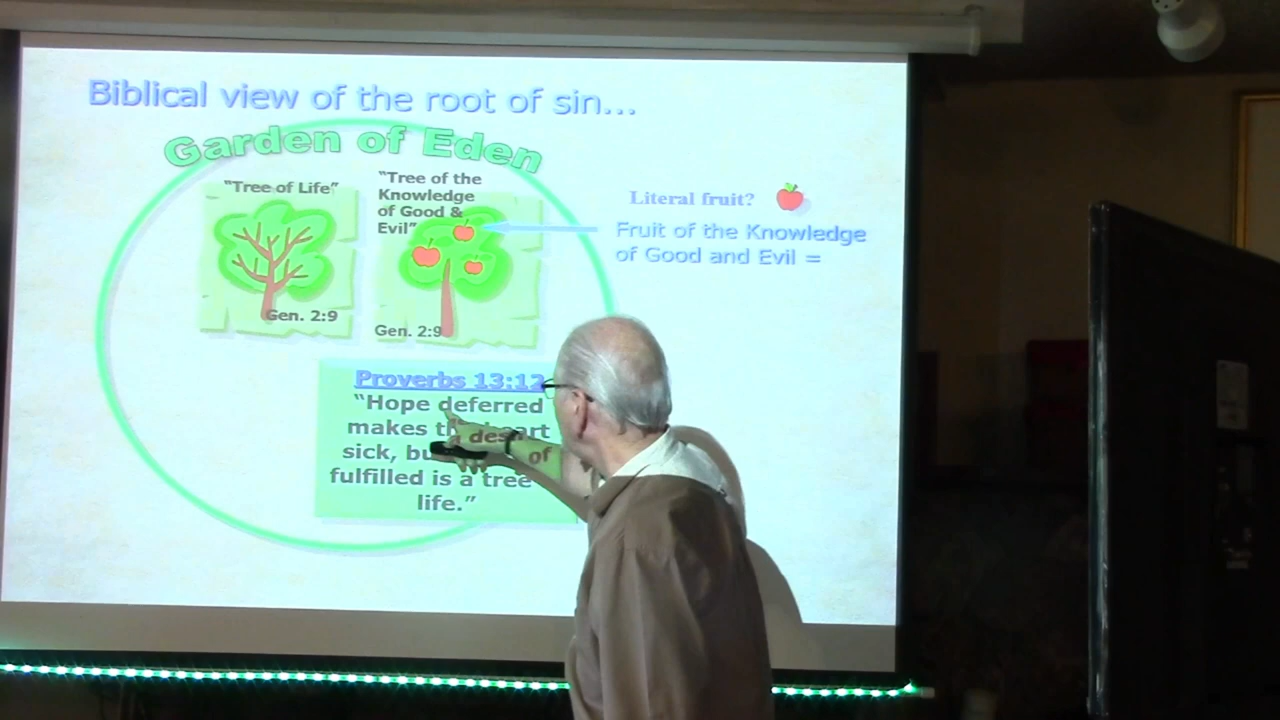 Biblical view of the root of sin...
Garden of Eden
"Tree of Life"
Gen. 2:9
"Tree of the
Knowledge
of Good &
Evil"
Gen. 2:9
Literal fruit?
Fruit of the Knowledge
of Good and Evil =
Proverbs 13:12
"Hope deferred
makes
sick,
fulfilled is a tree
of
life."